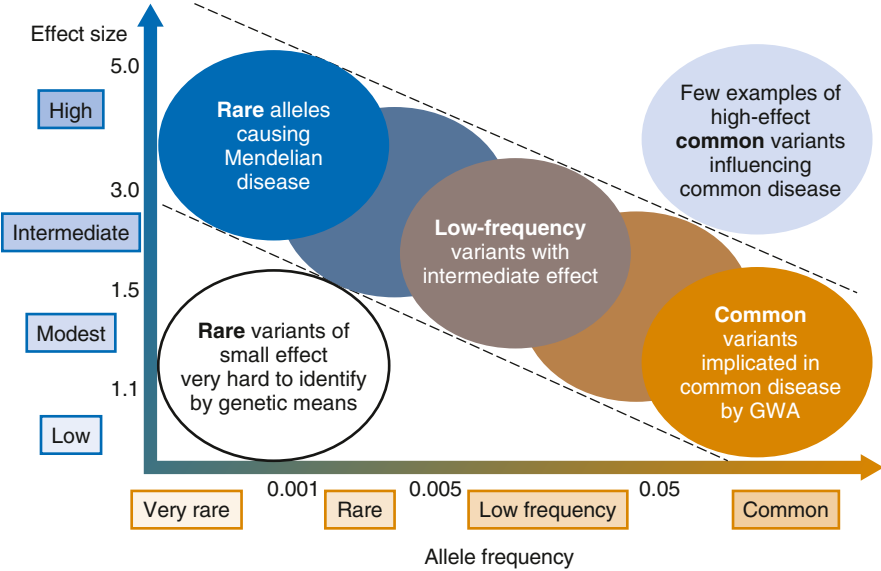 Effect size
5.0
High
3.0
Intermediate
1.5
Modest
1.1
Low
Rare alleles
causing
Mendelian
disease
Few examples of
high-effect
common variants
influencing
common disease
Low-frequency
variants with
intermediate effect
Rare variants of
small effect
very hard to identify
by genetic means
Common
variants
implicated in
common disease
by GWA
0.001
0.005
0.05
Very rare
Rare
Low frequency
Common
Allele frequency